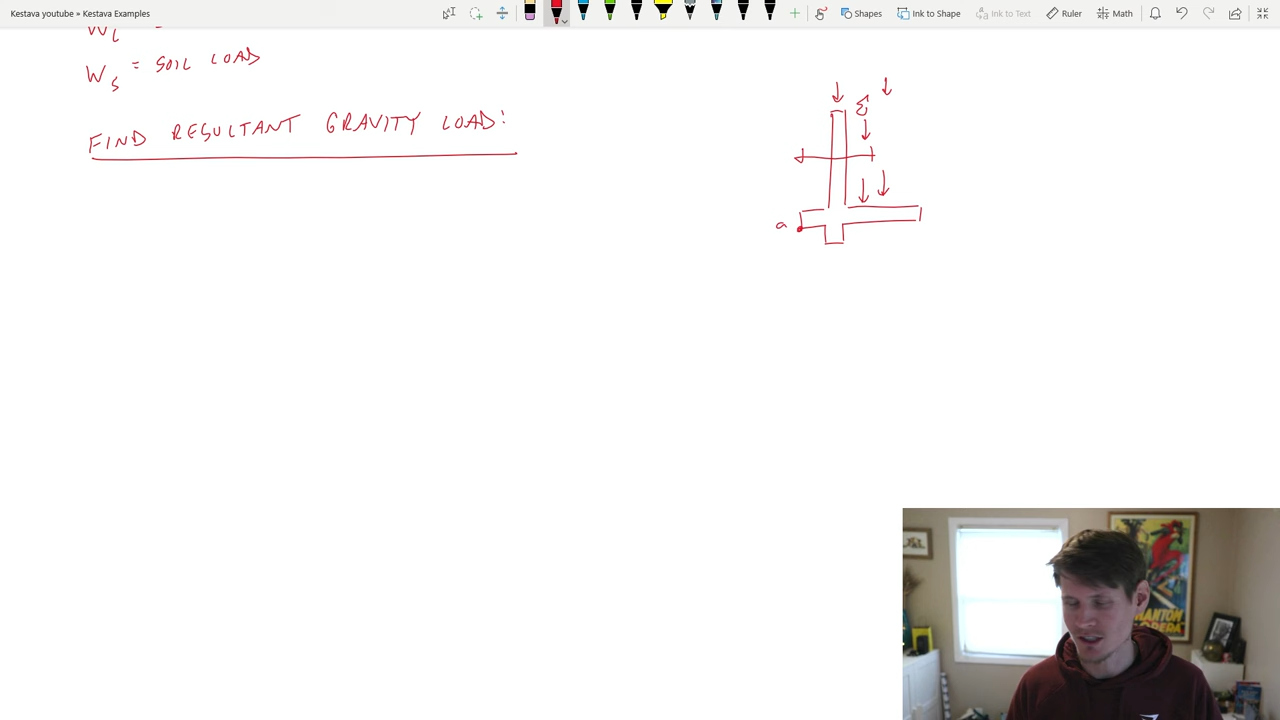 Kestava youtube » Kestava Examples
Shapes
Ink to Shape
Ink to Text
Ruler
Math
W
= SOIL LOAD
W s
FIND RESULTANT GRAVITY LOAD:
Σ
a